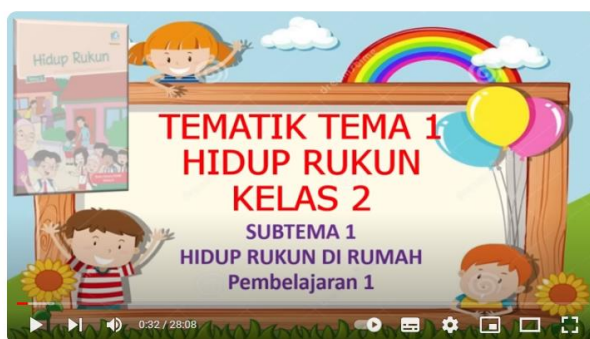 Hidup Rukun
TEMATIK TEMA 1
HIDUP RUKUN
KELAS 2
SUBTEMA 1
HIDUP RUKUN DI RUMAH
Pembelajaran 1
0:32 / 28:08